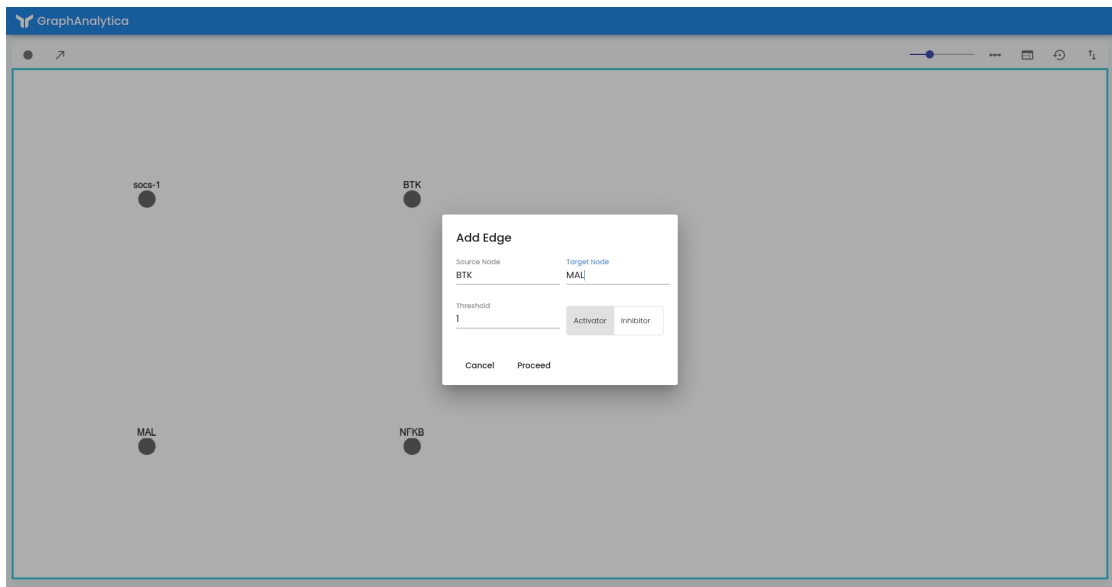 GraphAnalytica
socs-1
BTK
Add Edge
Source Node
Target Node
BTK
MAL
Threshold
1
Activator
Inhibitor
Cancel
Proceed
MAL
NFKB